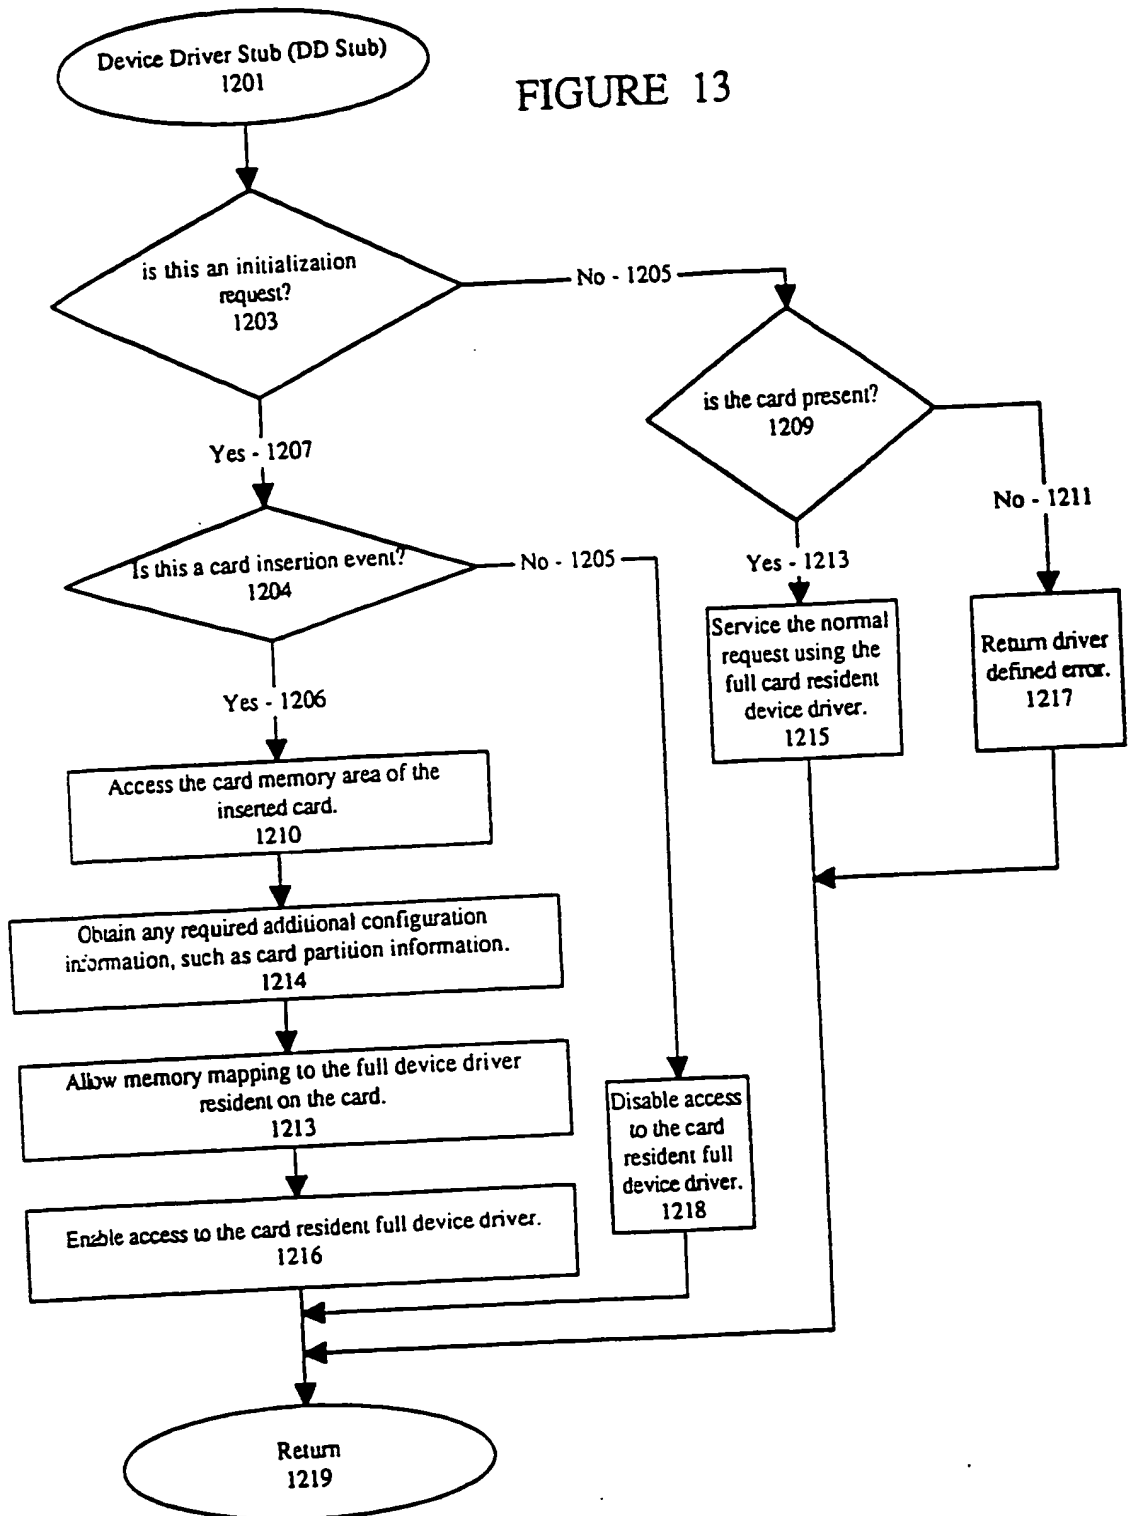 Device Driver Stub (DD Stub)
1201
FIGURE 13
is this an initialization
request?
1203
No - 1205
is the card present?
1209
Yes - 1207
No - 1211
Is this a card insertion event?
1204
No - 1205
Yes - 1213
Service the normal
request using the
full card resident
device driver.
1215
Return driver
defined error.
1217
Yes - 1206
Access the card memory area of the
inserted card.
1210
Obtain any required additional configuration
information, such as card partition information.
1214
Allow memory mapping to the full device driver
resident on the card.
1213
Disable access
to the card
resident full
device driver.
1218
Enable access to the card resident full device driver.
1216
Return
1219